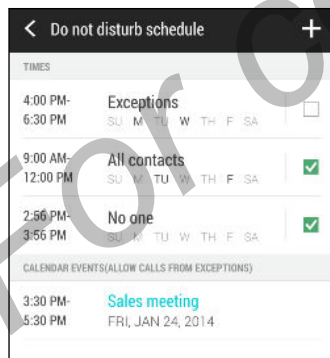 Do not disturb schedule
TIMES
4:00 PM- Exceptions
6:30 PM SU M TU W TH F SA
9:00 AM- All contacts
12:00 PM SU M TU W TH F SA
2:56 PM- No one
3:56 PM SU M TU W TH F SA
CALENDAR EVENTS(ALLOW CALLS FROM EXCEPTIONS)
3:30 PM- Sales meeting
5:30 PM FRI, JAN 24, 2014
For c